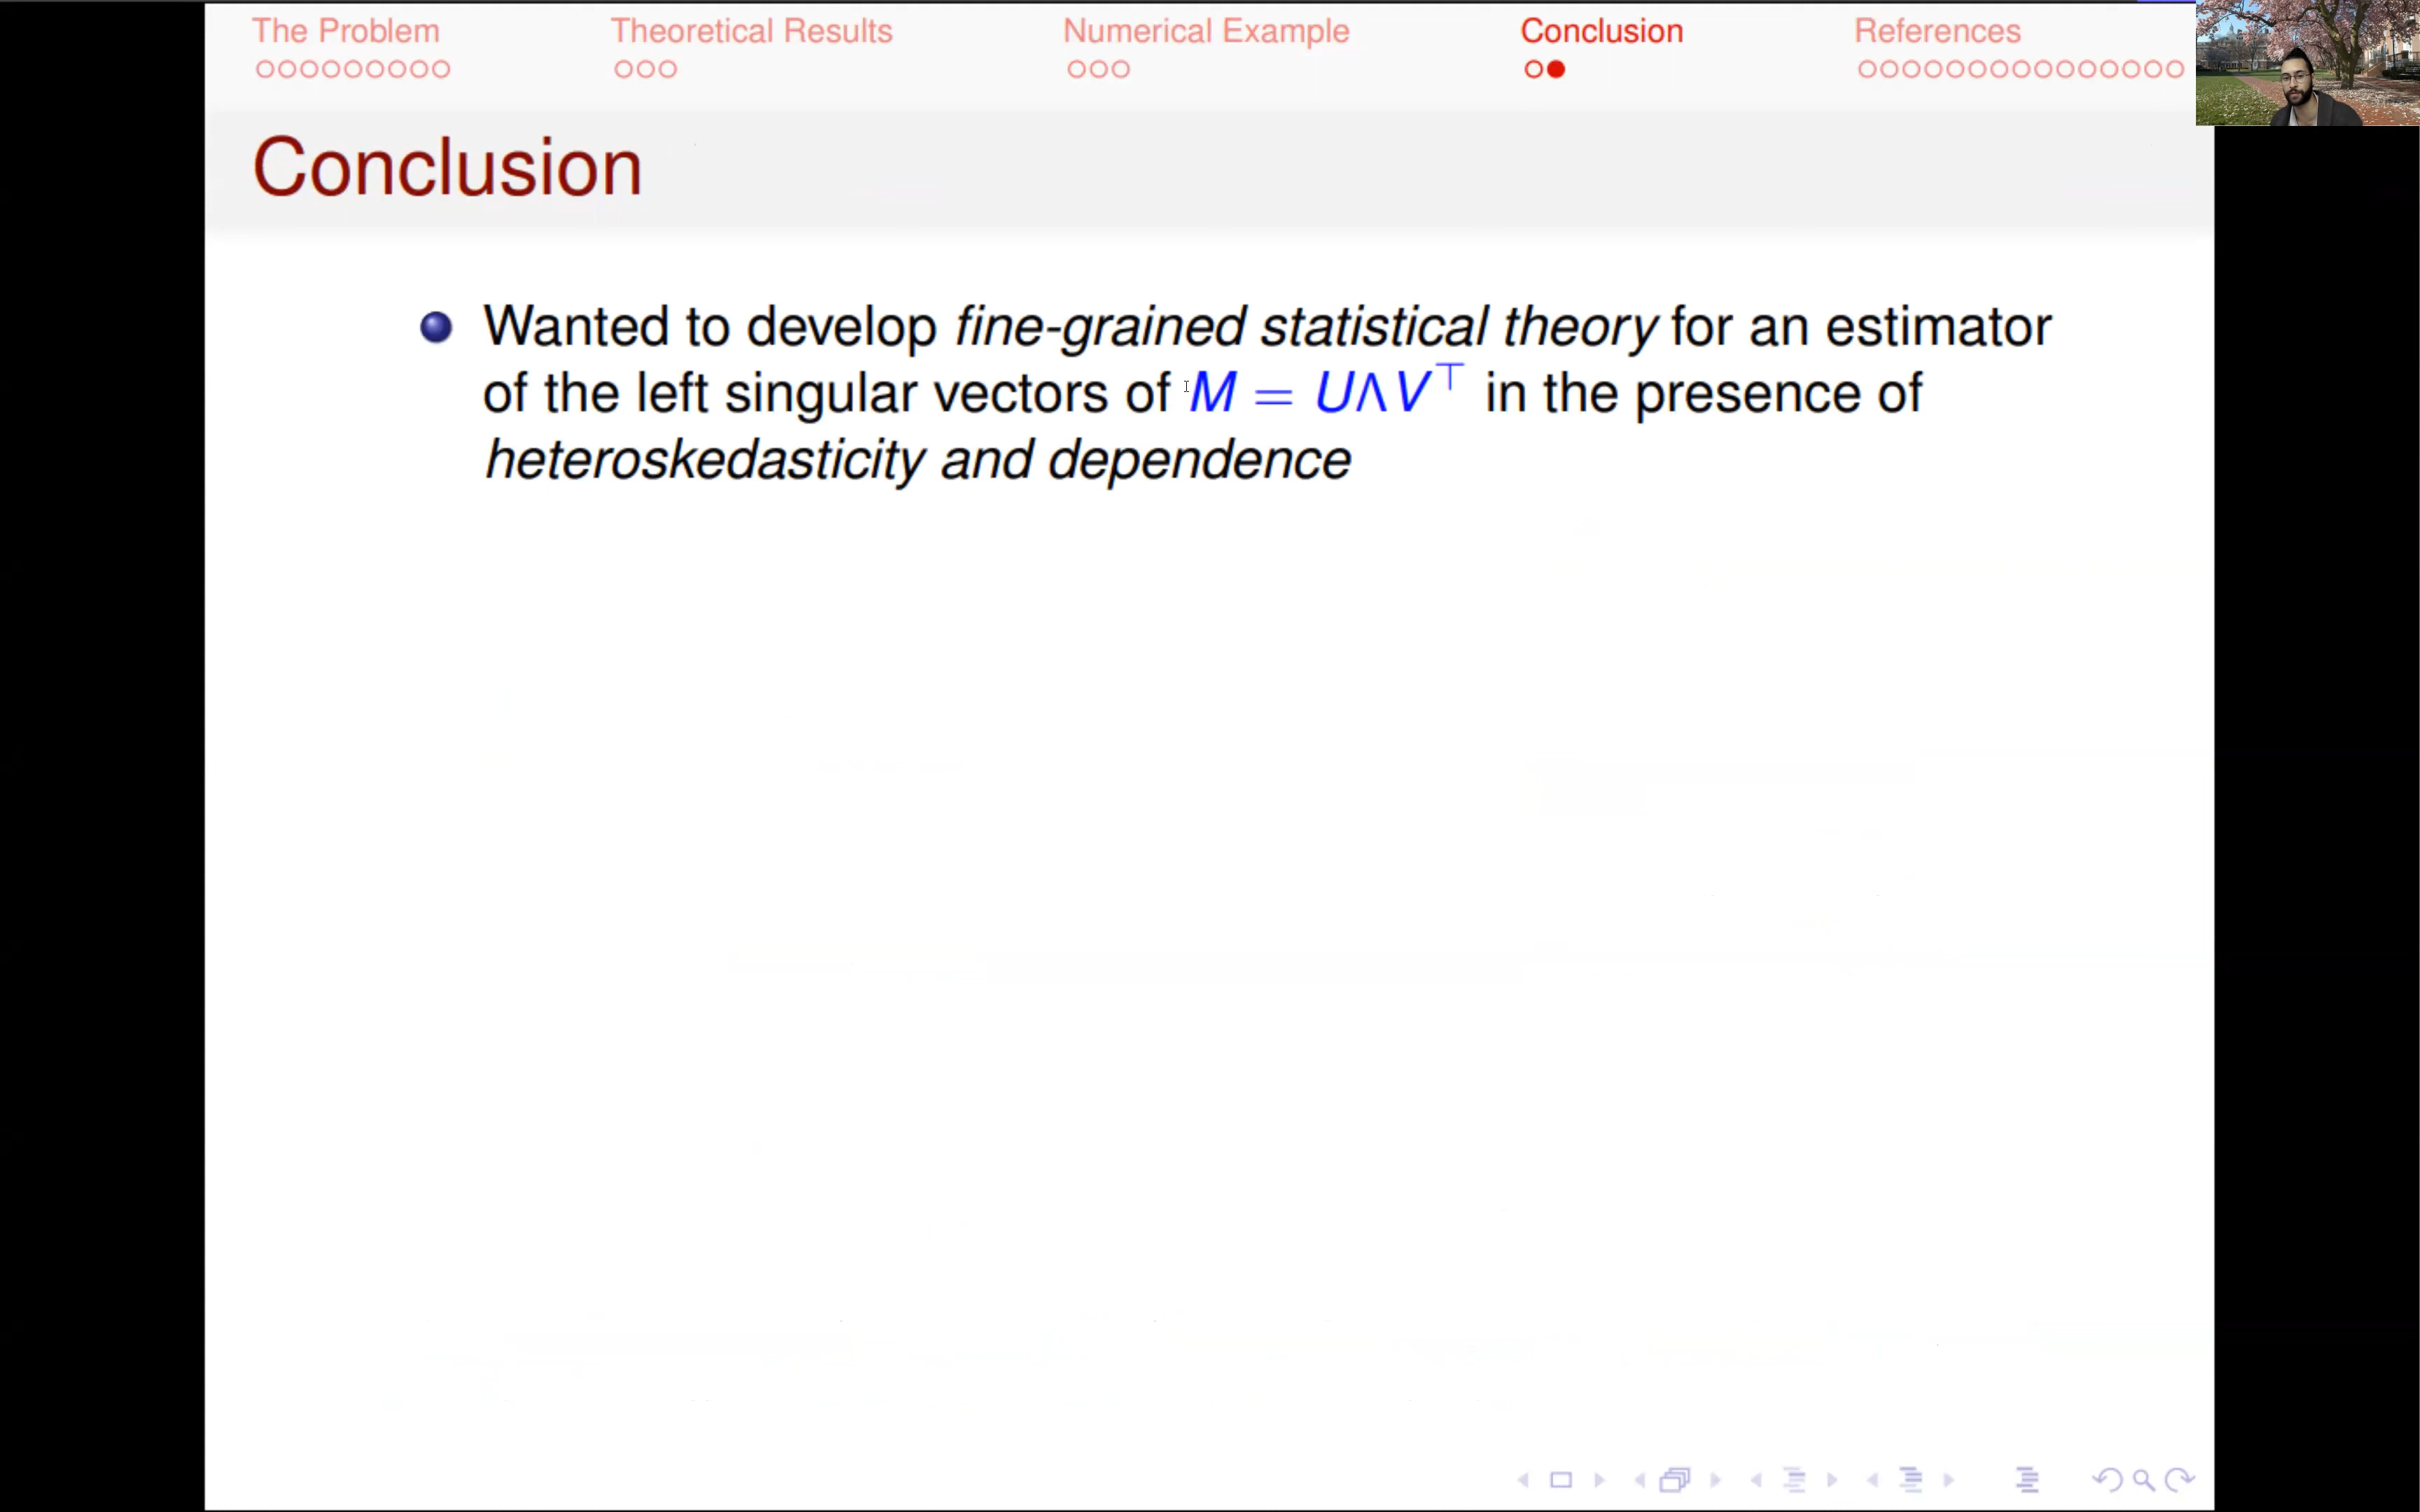 The Problem
Theoretical Results
Numerical Example
Conclusion
References
Conclusion
Wanted to develop fine-grained statistical theory for an estimator
of the left singular vectors of M = UΛV⊤ in the presence of
heteroskedasticity and dependence